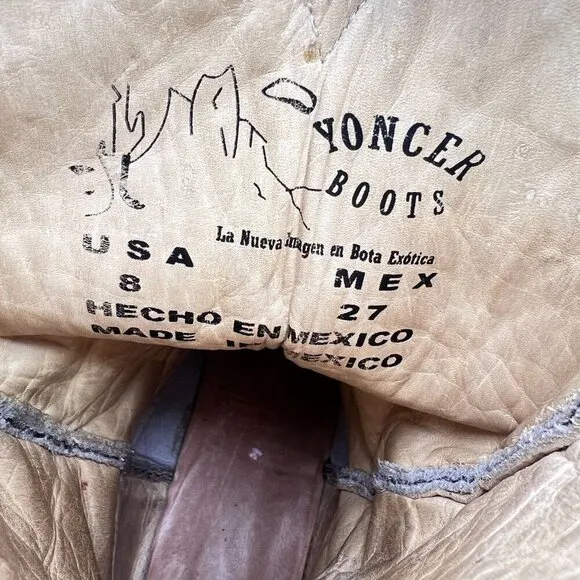 YONCER
BOOTS
La Nueva Imagen en Bota Exótica
USA MEX
8 27
HECHO EN MEXICO
MADE IN MEXICO